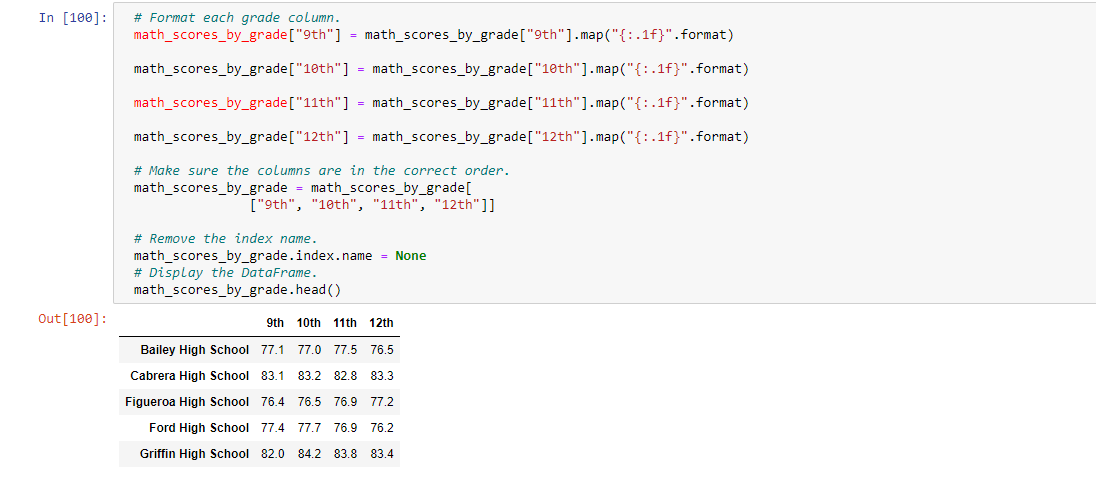 In [100]:
# Format each grade column.
math_scores_by_grade["9th"] = math_scores_by_grade["9th"].map("{:.1f}".format)
math_scores_by_grade["10th"] = math_scores_by_grade["10th"].map("{:.1f}".format)
math_scores_by_grade["11th"] = math_scores_by_grade["11th"].map("{:.1f}".format)
math_scores_by_grade["12th"] = math_scores_by_grade["12th"].map("{:.1f}".format)
# Make sure the columns are in the correct order.
math_scores_by_grade = math_scores_by_grade[
["9th", "10th", "11th", "12th"]]
# Remove the index name.
math_scores_by_grade.index.name = None
# Display the DataFrame.
math_scores_by_grade.head()
Out[100]:
9th 10th 11th 12th
Bailey High School 77.1 77.0 77.5 76.5
Cabrera High School 83.1 83.2 82.8 83.3
Figueroa High School 76.4 76.5 76.9 77.2
Ford High School 77.4 77.7 76.9 76.2
Griffin High School 82.0 84.2 83.8 83.4